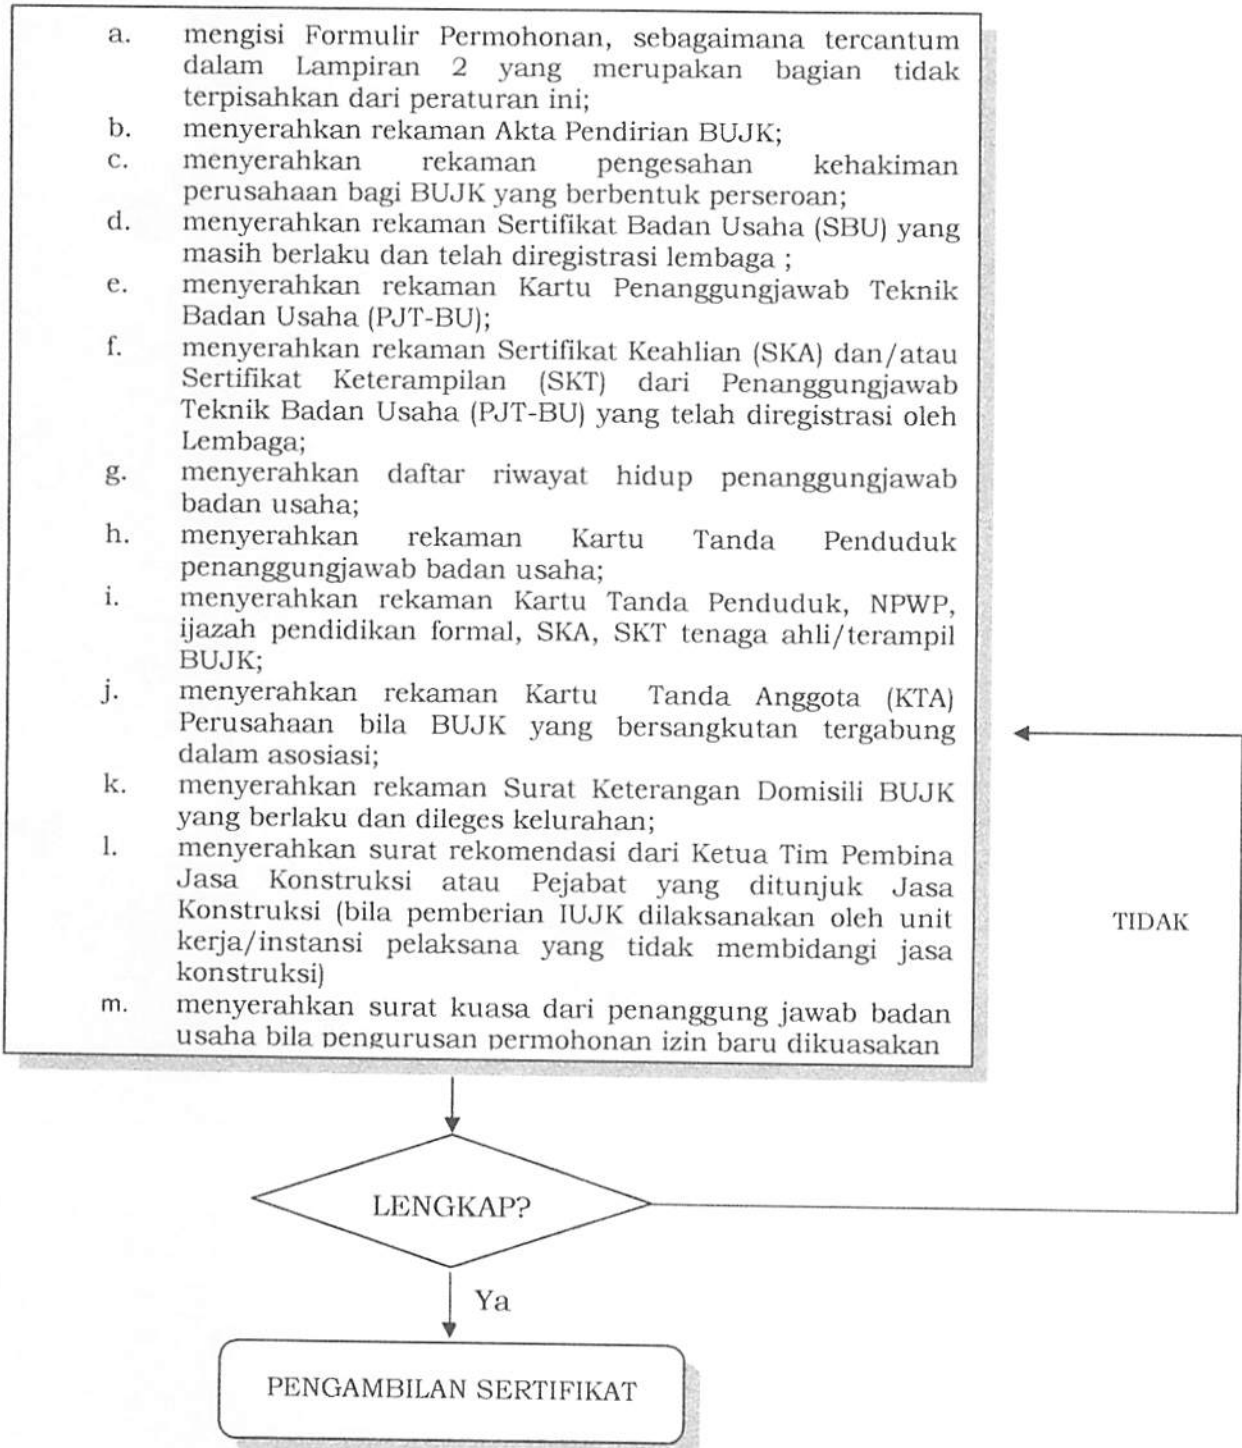 a. mengisi Formulir Permohonan, sebagaimana tercantum
dalam Lampiran 2 yang merupakan bagian tidak
terpisahkan dari peraturan ini;
b. menyerahkan rekaman Akta Pendirian BUJK;
c. menyerahkan rekaman pengesahan kehakiman
perusahaan bagi BUJK yang berbentuk perseroan;
d. menyerahkan rekaman Sertifikat Badan Usaha (SBU) yang
masih berlaku dan telah diregistrasi lembaga ;
e. menyerahkan rekaman Kartu Penanggungjawab Teknik
Badan Usaha (PJT-BU);
f. menyerahkan rekaman Sertifikat Keahlian (SKA) dan/atau
Sertifikat Keterampilan (SKT) dari Penanggungjawab
Teknik Badan Usaha (PJT-BU) yang telah diregistrasi oleh
Lembaga;
g. menyerahkan daftar riwayat hidup penanggungjawab
badan usaha;
h. menyerahkan rekaman Kartu Tanda Penduduk
penanggungjawab badan usaha;
i. menyerahkan rekaman Kartu Tanda Penduduk, NPWP,
ijazah pendidikan formal, SKA, SKT tenaga ahli/terampil
BUJK;
j. menyerahkan rekaman Kartu Tanda Anggota (KTA)
Perusahaan bila BUJK yang bersangkutan tergabung
dalam asosiasi;
k. menyerahkan rekaman Surat Keterangan Domisili BUJK
yang berlaku dan dileges kelurahan;
l. menyerahkan surat rekomendasi dari Ketua Tim Pembina
Jasa Konstruksi atau Pejabat yang ditunjuk Jasa
Konstruksi (bila pemberian IUJK dilaksanakan oleh unit
kerja/instansi pelaksana yang tidak membidangi jasa
konstruksi)
m. menyerahkan surat kuasa dari penanggung jawab badan
usaha bila pengurusan permohonan izin baru dikuasakan
TIDAK
LENGKAP?
Ya
PENGAMBILAN SERTIFIKAT